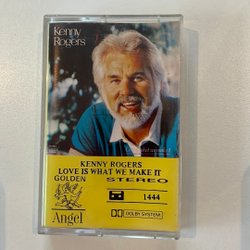 Kenny
Rogers
KENNY ROGERS
LOVE IS WHAT WE MAKE IT
GOLDEN STEREO
1444
Angel DOLBY SYSTEM